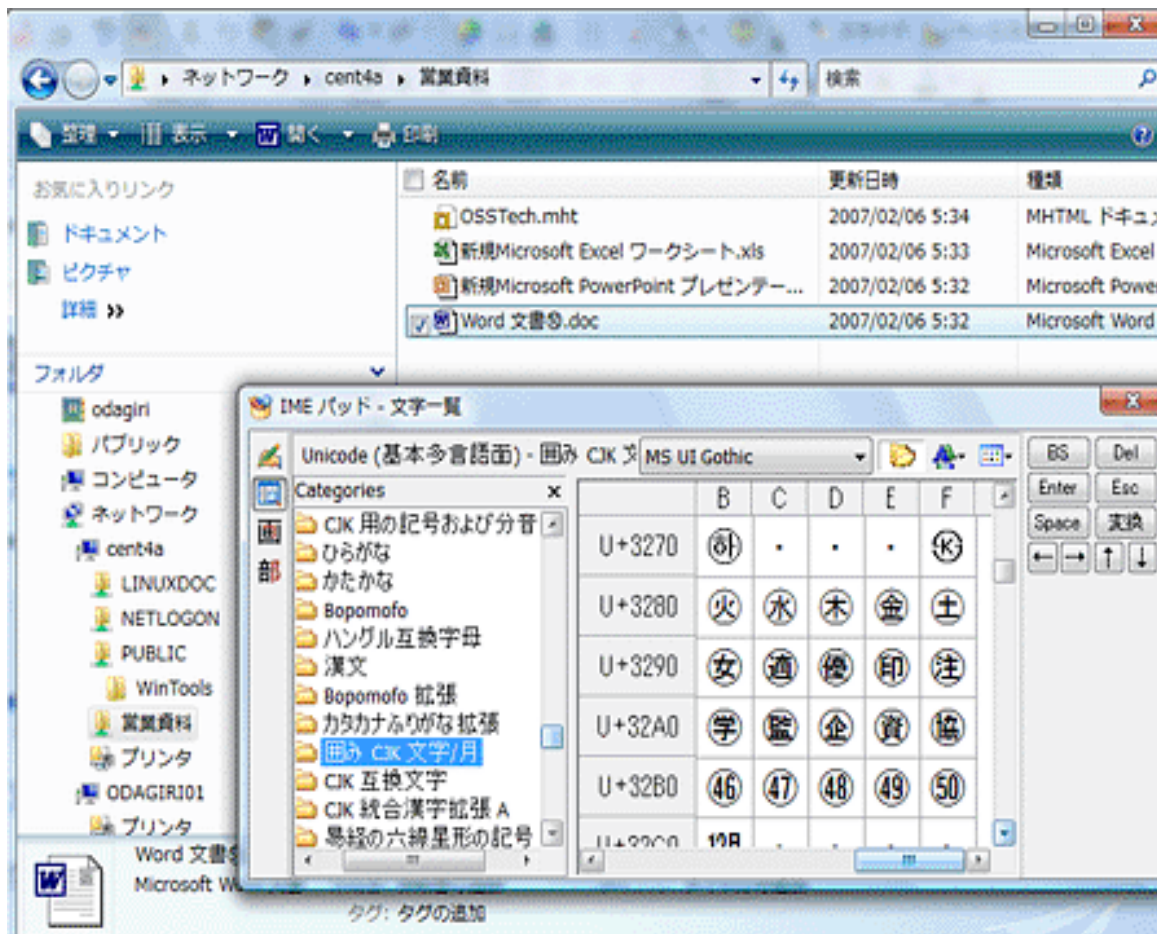 ネットワーク ▸ cent4a ▸ 営業資料 検索
整理 表示 開く 印刷
お気に入りリンク
ドキュメント
ピクチャ
詳細 »
フォルダ
odagiri
パブリック
コンピュータ
ネットワーク
cent4a
LINUXDOC
NETLOGON
PUBLIC
WinTools
営業資料
プリンタ
ODAGIRI01
プリンタ
名前 更新日時 種類
OSSTech.mht 2007/02/06 5:34 MHTML ドキュメ
新規Microsoft Excel ワークシート.xls 2007/02/06 5:33 Microsoft Excel
新規Microsoft PowerPoint プレゼンテー... 2007/02/06 5:32 Microsoft Powe
Word 文書.doc 2007/02/06 5:32 Microsoft Word
IME パッド - 文字一覧
Unicode (基本多言語面) - 囲み CJK 文 MS UI Gothic
画
部
Categories x
CJK 用の記号および分音
ひらがな
かたかな
Bopomofo
ハングル互換字母
漢文
Bopomofo 拡張
カタカナふりがな拡張
囲み CJK 文字/月
CJK 互換文字
CJK 統合漢字拡張 A
易経の六線星形の記号
B C D E F
U+3270 ㉻ · · · ㉿
U+3280 ㊋ ㊌ ㊍ ㊎ ㊏
U+3290 ㊛ ㊜ ㊝ ㊞ ㊟
U+32A0 ㊫ ㊬ ㊭ ㊮ ㊯
U+32B0 ㊻ ㊼ ㊽ ㊾ ㊿
U+32C0 12月
BS Del
Enter Esc
Space 変換
← → ↑ ↓
Word 文書
Microsoft W
タグ: タグの追加